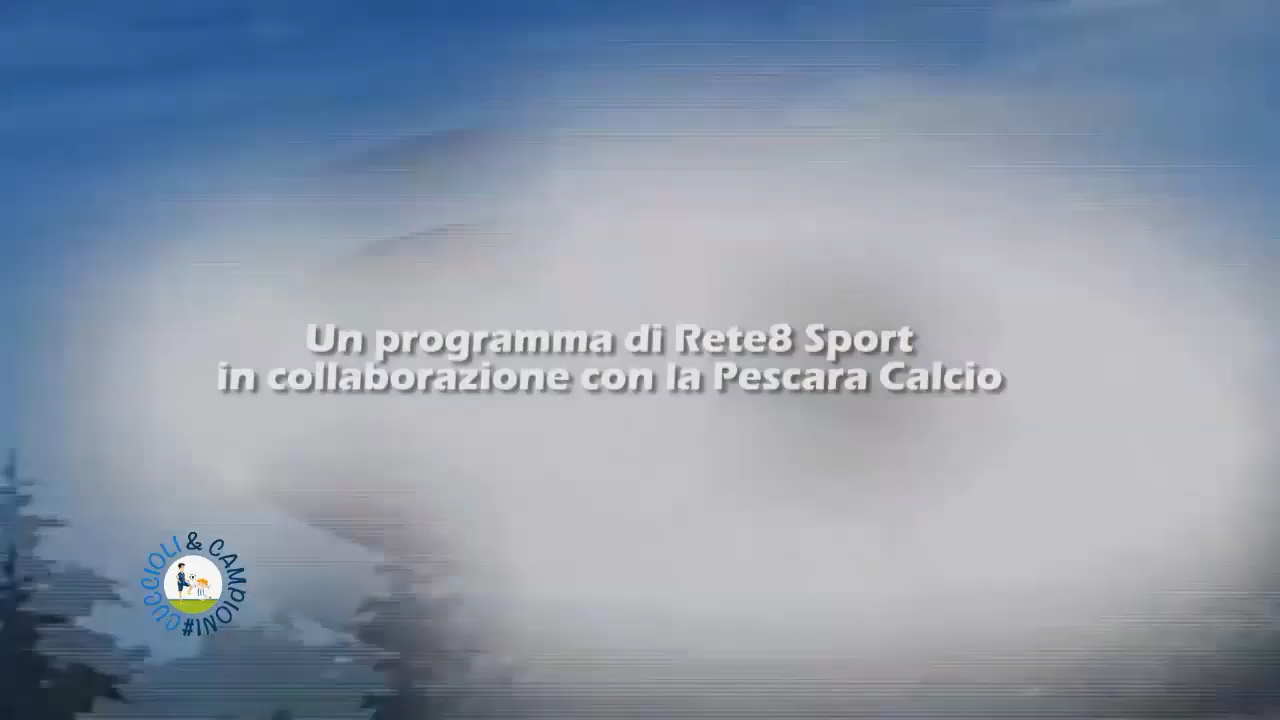 Un programma di Rete8 Sport
in collaborazione con la Pescara Calcio
#CUCCIOLI & CAMPIONI